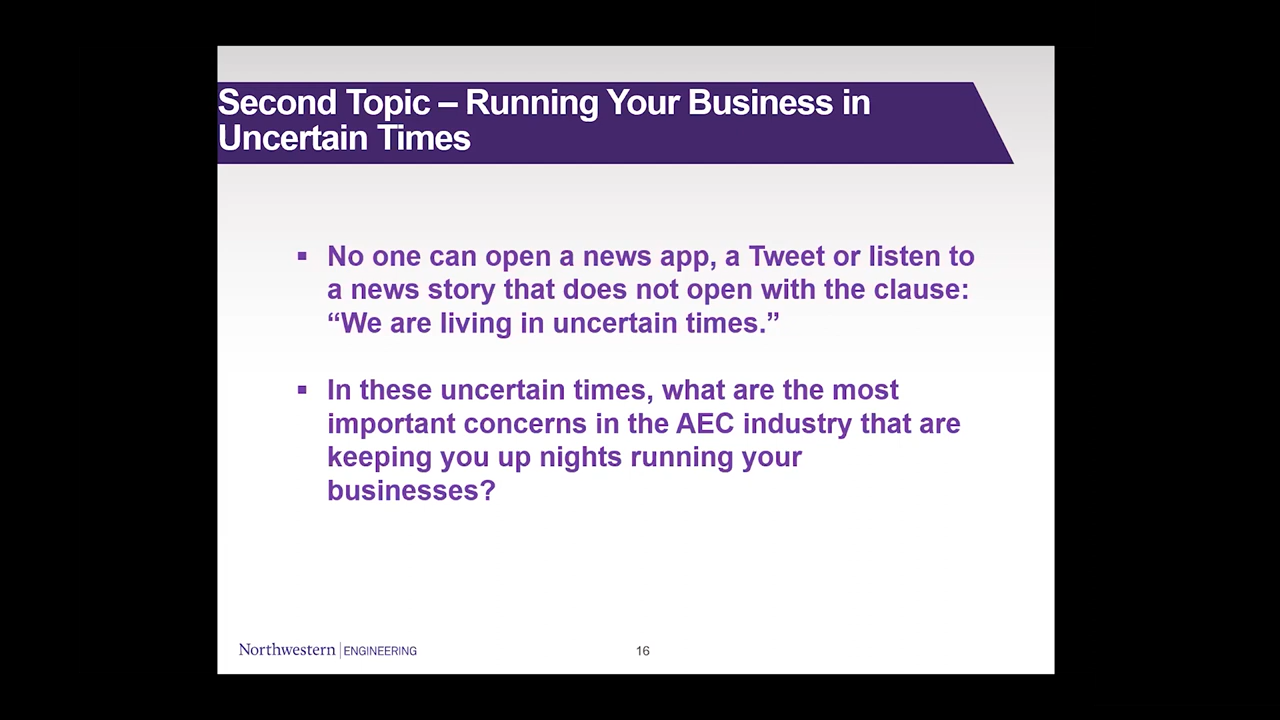 Second Topic – Running Your Business in
Uncertain Times
▪ No one can open a news app, a Tweet or listen to
a news story that does not open with the clause:
“We are living in uncertain times.”
▪ In these uncertain times, what are the most
important concerns in the AEC industry that are
keeping you up nights running your
businesses?
Northwestern | ENGINEERING
16